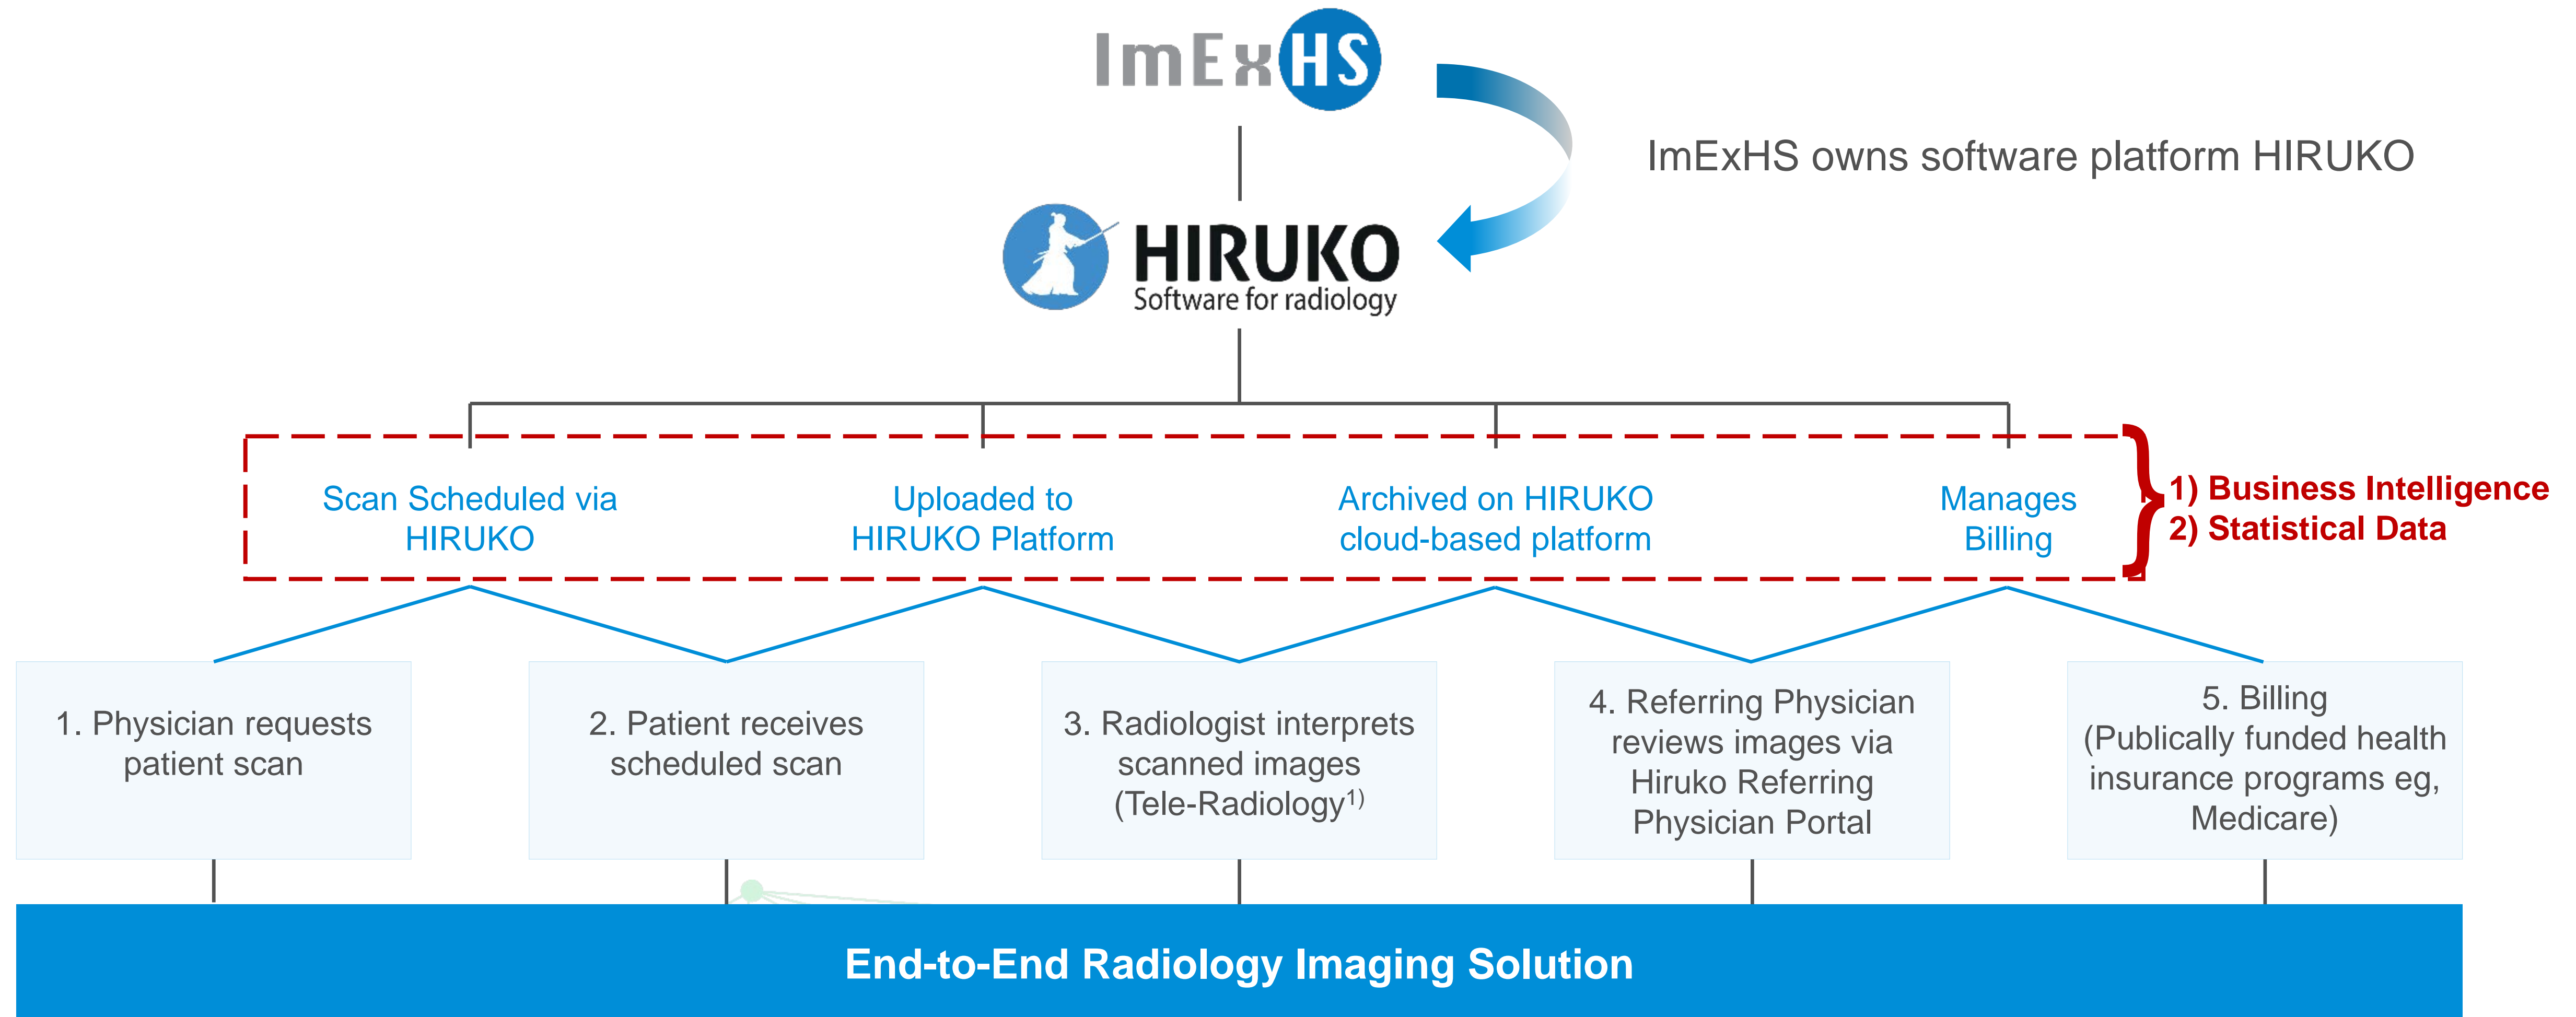 ImExHS
ImExHS owns software platform HIRUKO
HIRUKO
Software for radiology
Scan Scheduled via
HIRUKO
Uploaded to
HIRUKO Platform
Archived on HIRUKO
cloud-based platform
Manages
Billing
1) Business Intelligence
2) Statistical Data
1. Physician requests
patient scan
2. Patient receives
scheduled scan
3. Radiologist interprets
scanned images
(Tele-Radiology¹⁾
4. Referring Physician
reviews images via
Hiruko Referring
Physician Portal
5. Billing
(Publically funded health
insurance programs eg,
Medicare)
End-to-End Radiology Imaging Solution